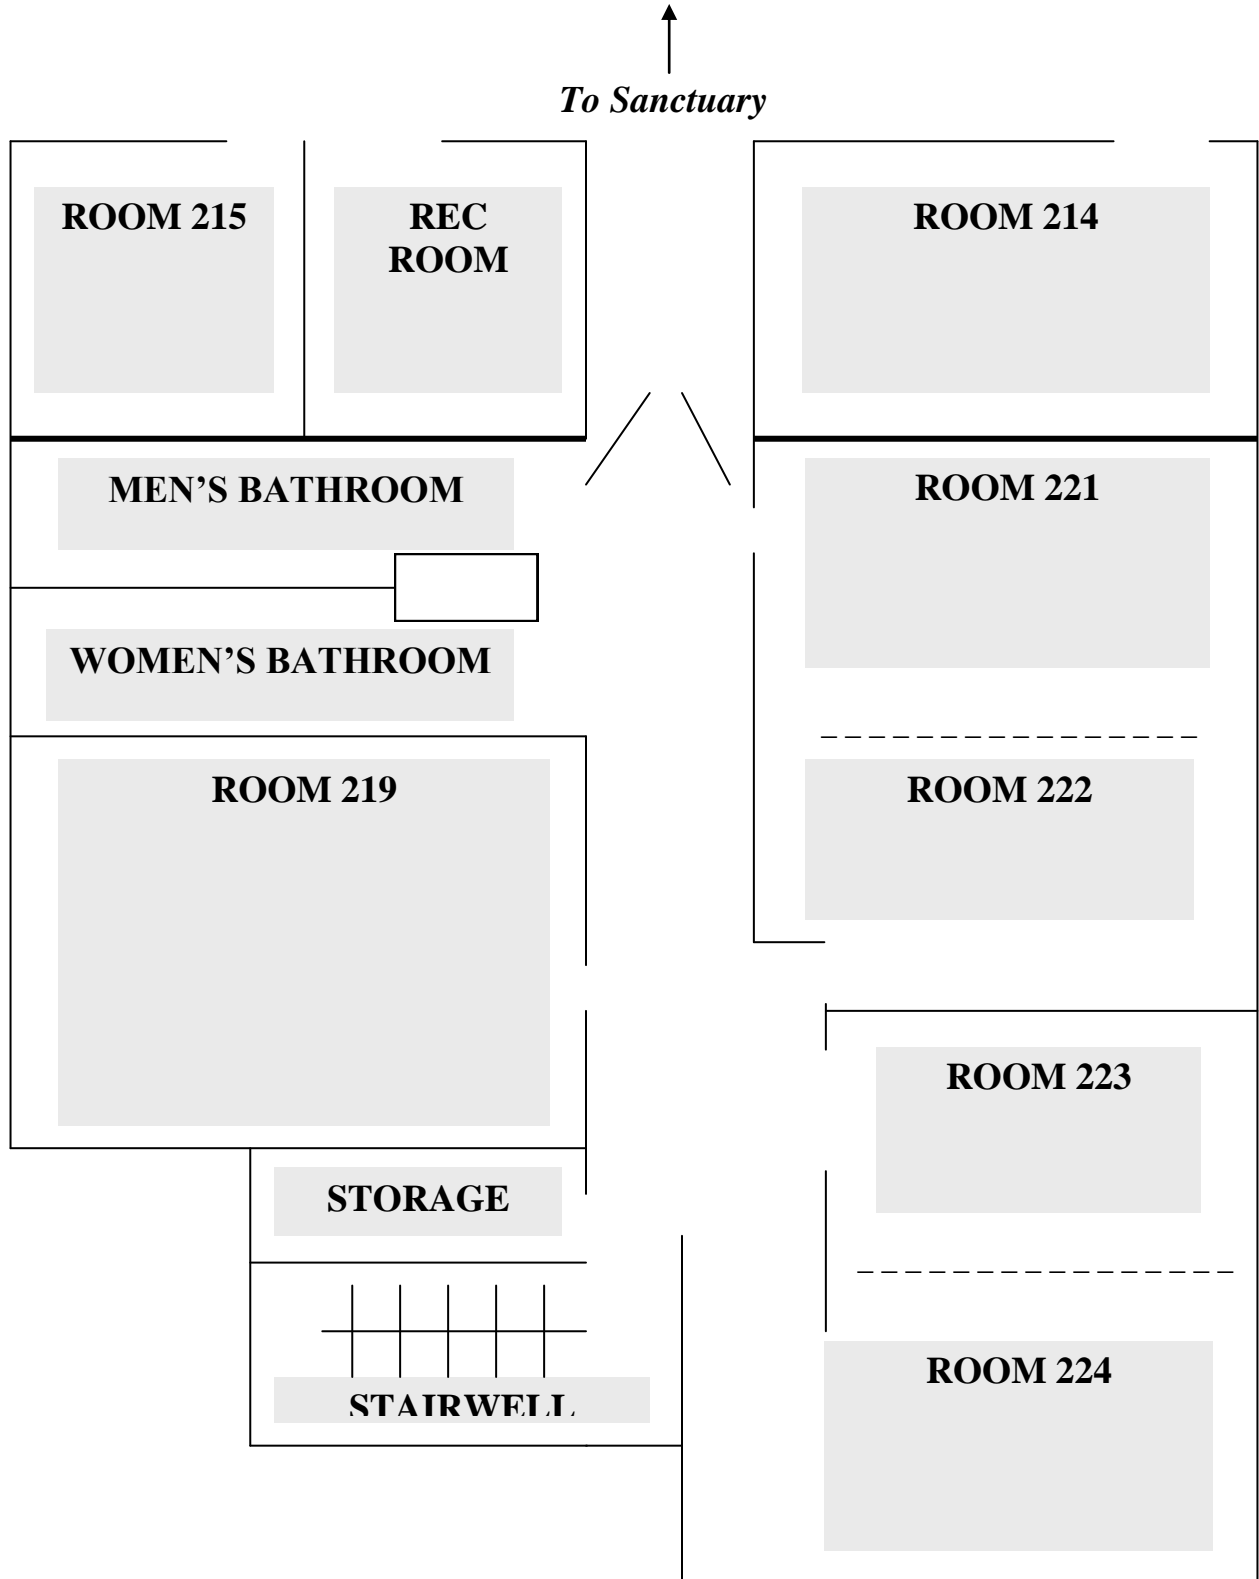 To Sanctuary
ROOM 215
REC
ROOM
ROOM 214
MEN'S BATHROOM
ROOM 221
WOMEN'S BATHROOM
ROOM 219
ROOM 222
ROOM 223
STORAGE
ROOM 224
STAIRWELL